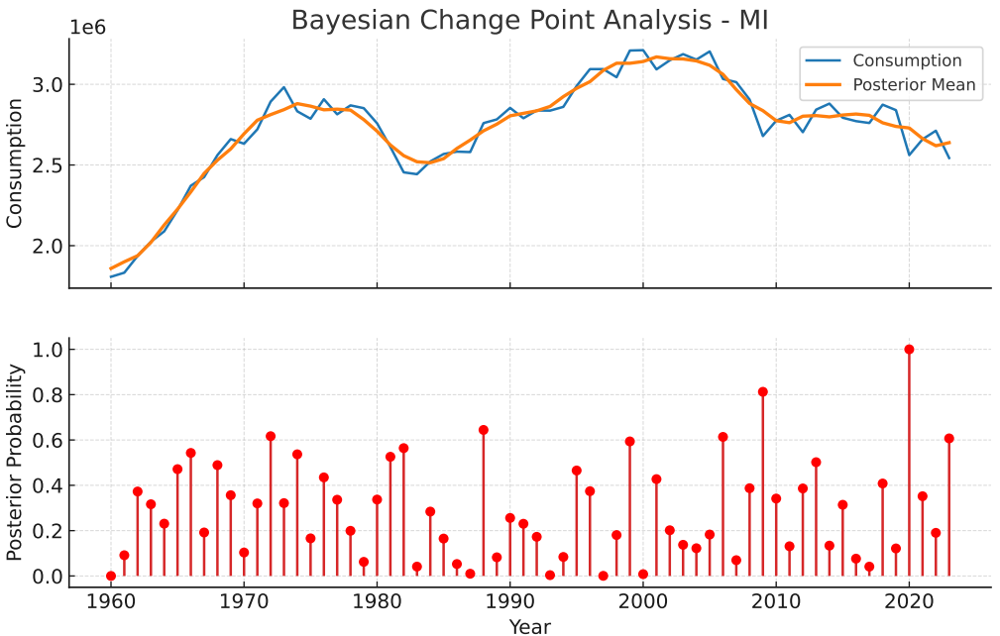 Bayesian Change Point Analysis - MI
1e6
3.0
2.5
2.0
Consumption
Consumption
Posterior Mean
1.0
0.8
0.6
0.4
0.2
0.0
Posterior Probability
1960 1970 1980 1990 2000 2010 2020
Year